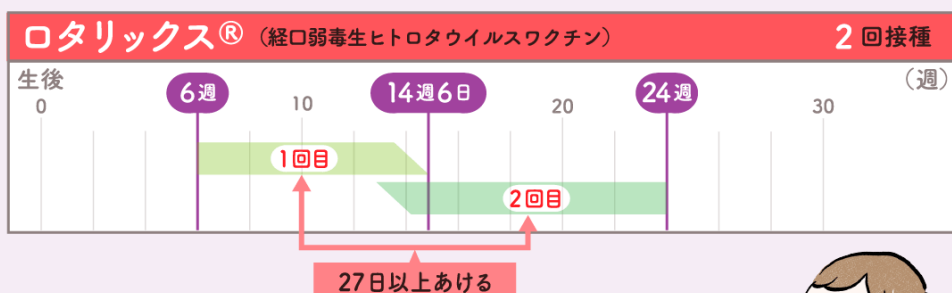 ロタリックス® （経口弱毒生ヒトロタウイルスワクチン） 2回接種
生後 （週）
0 6週 10 14週6日 20 24週 30
1回目
2回目
27日以上あける